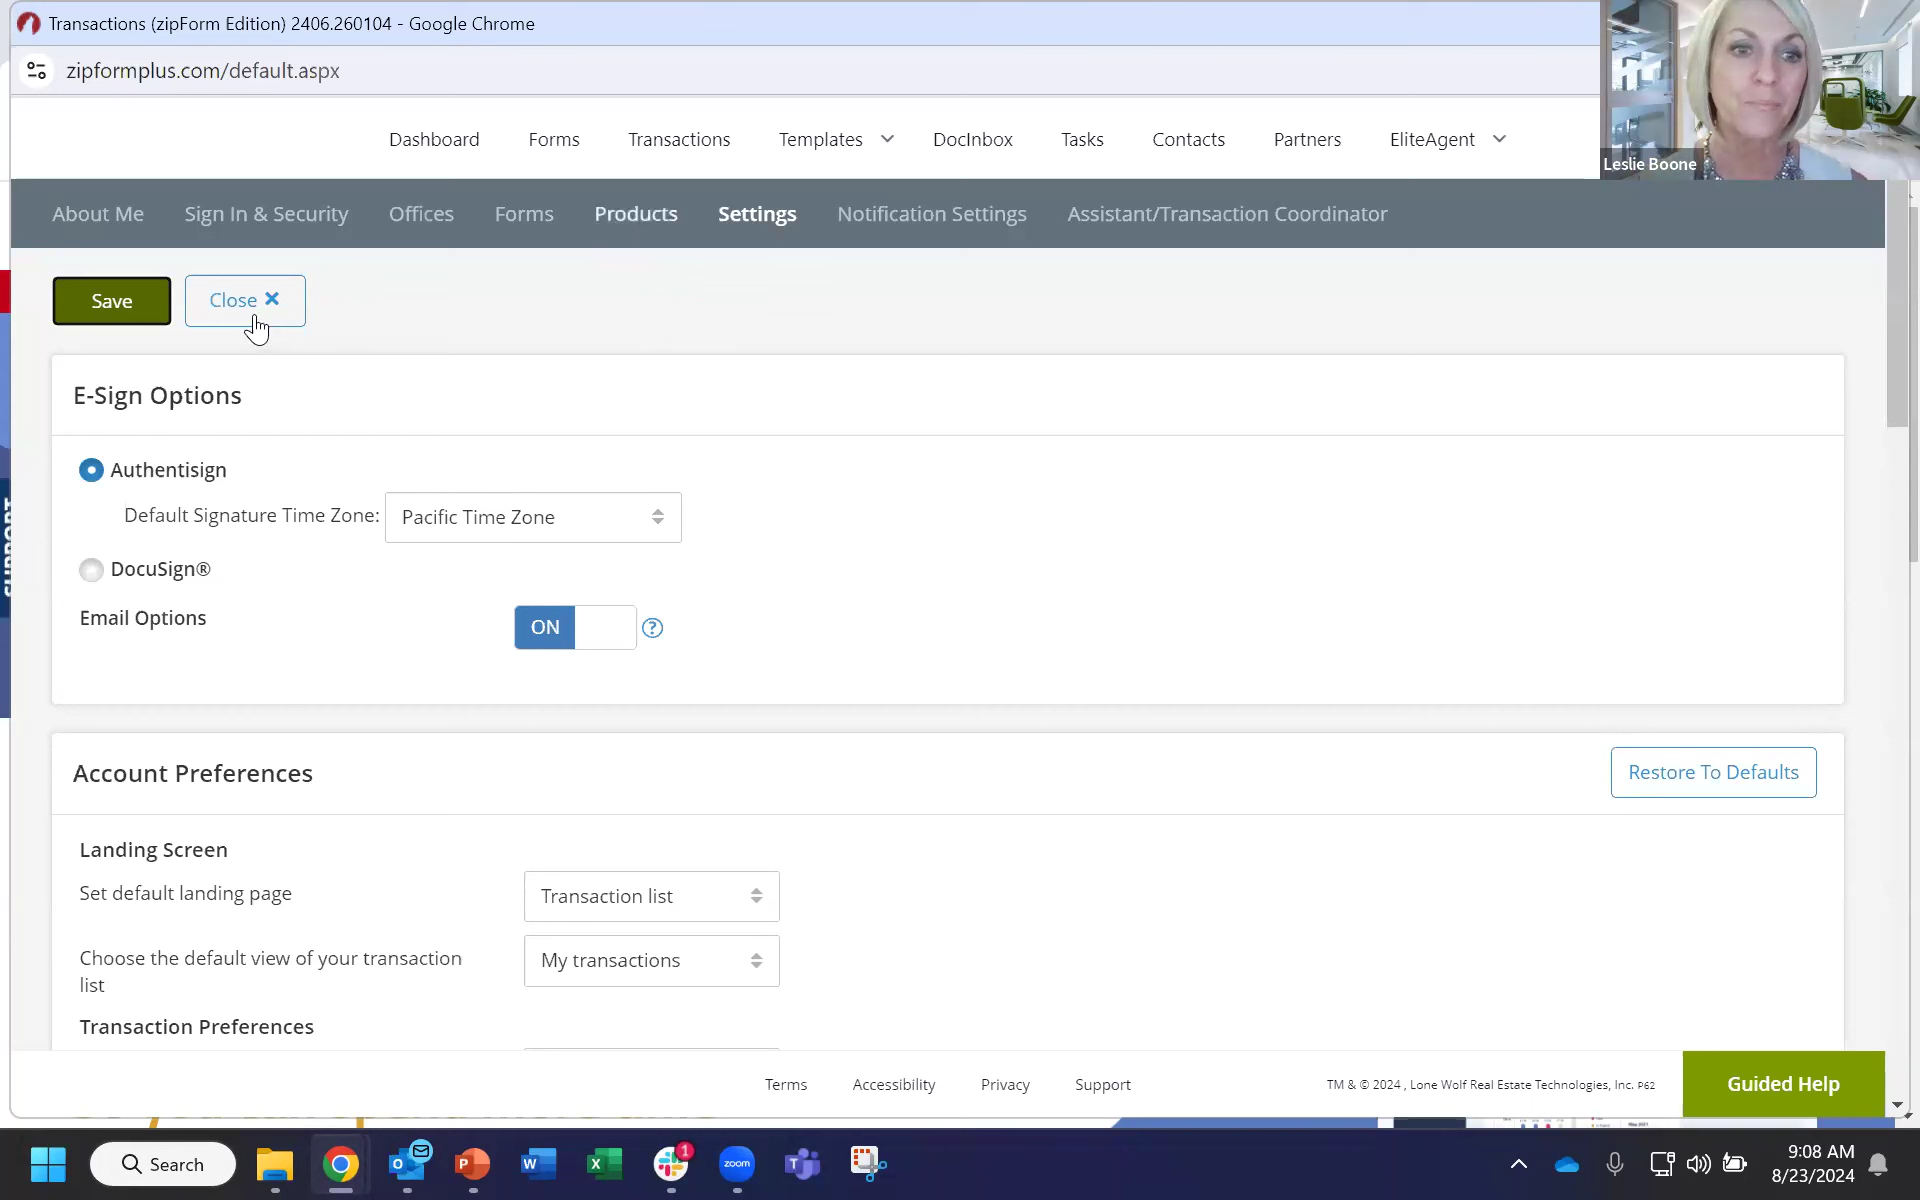 Transactions (zipForm Edition) 2406.260104 - Google Chrome
zipformplus.com/default.aspx
Dashboard Forms Transactions Templates DocInbox Tasks Contacts Partners EliteAgent
Leslie Boone
About Me Sign In & Security Offices Forms Products Settings Notification Settings Assistant/Transaction Coordinator
Save Close
E-Sign Options
Authentisign
Default Signature Time Zone: Pacific Time Zone
DocuSign®
Email Options ON ?
SUPPORT
Account Preferences Restore To Defaults
Landing Screen
Set default landing page Transaction list
Choose the default view of your transaction list My transactions
Transaction Preferences
Terms Accessibility Privacy Support TM & © 2024 , Lone Wolf Real Estate Technologies, Inc. P62 Guided Help
Search 1 zoom 9:08 AM
8/23/2024